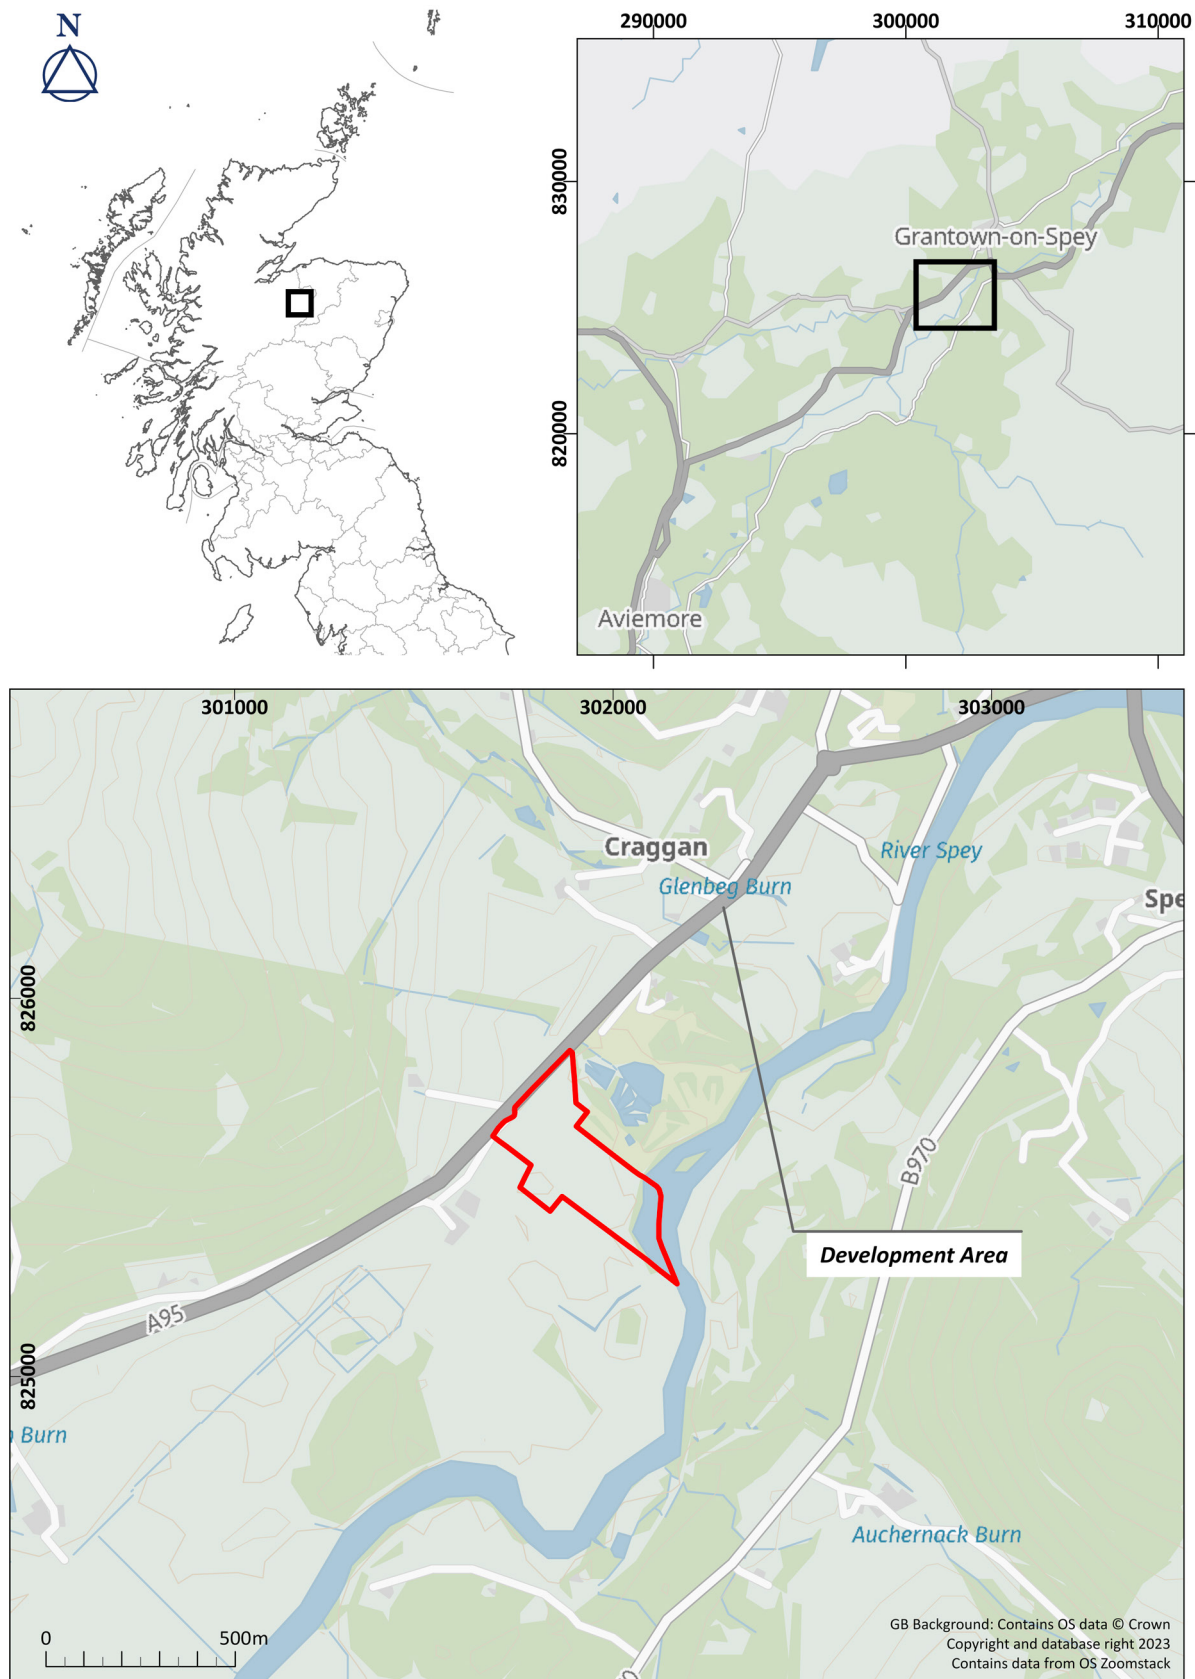 N
290000
300000
310000
830000
820000
Grantown-on-Spey
Aviemore
301000
302000
303000
826000
825000
Craggan
Glenbeg Burn
River Spey
Spe
B970
A95
Development Area
Burn
Auchernack Burn
0
500m
GB Background: Contains OS data © Crown
Copyright and database right 2023
Contains data from OS Zoomstack